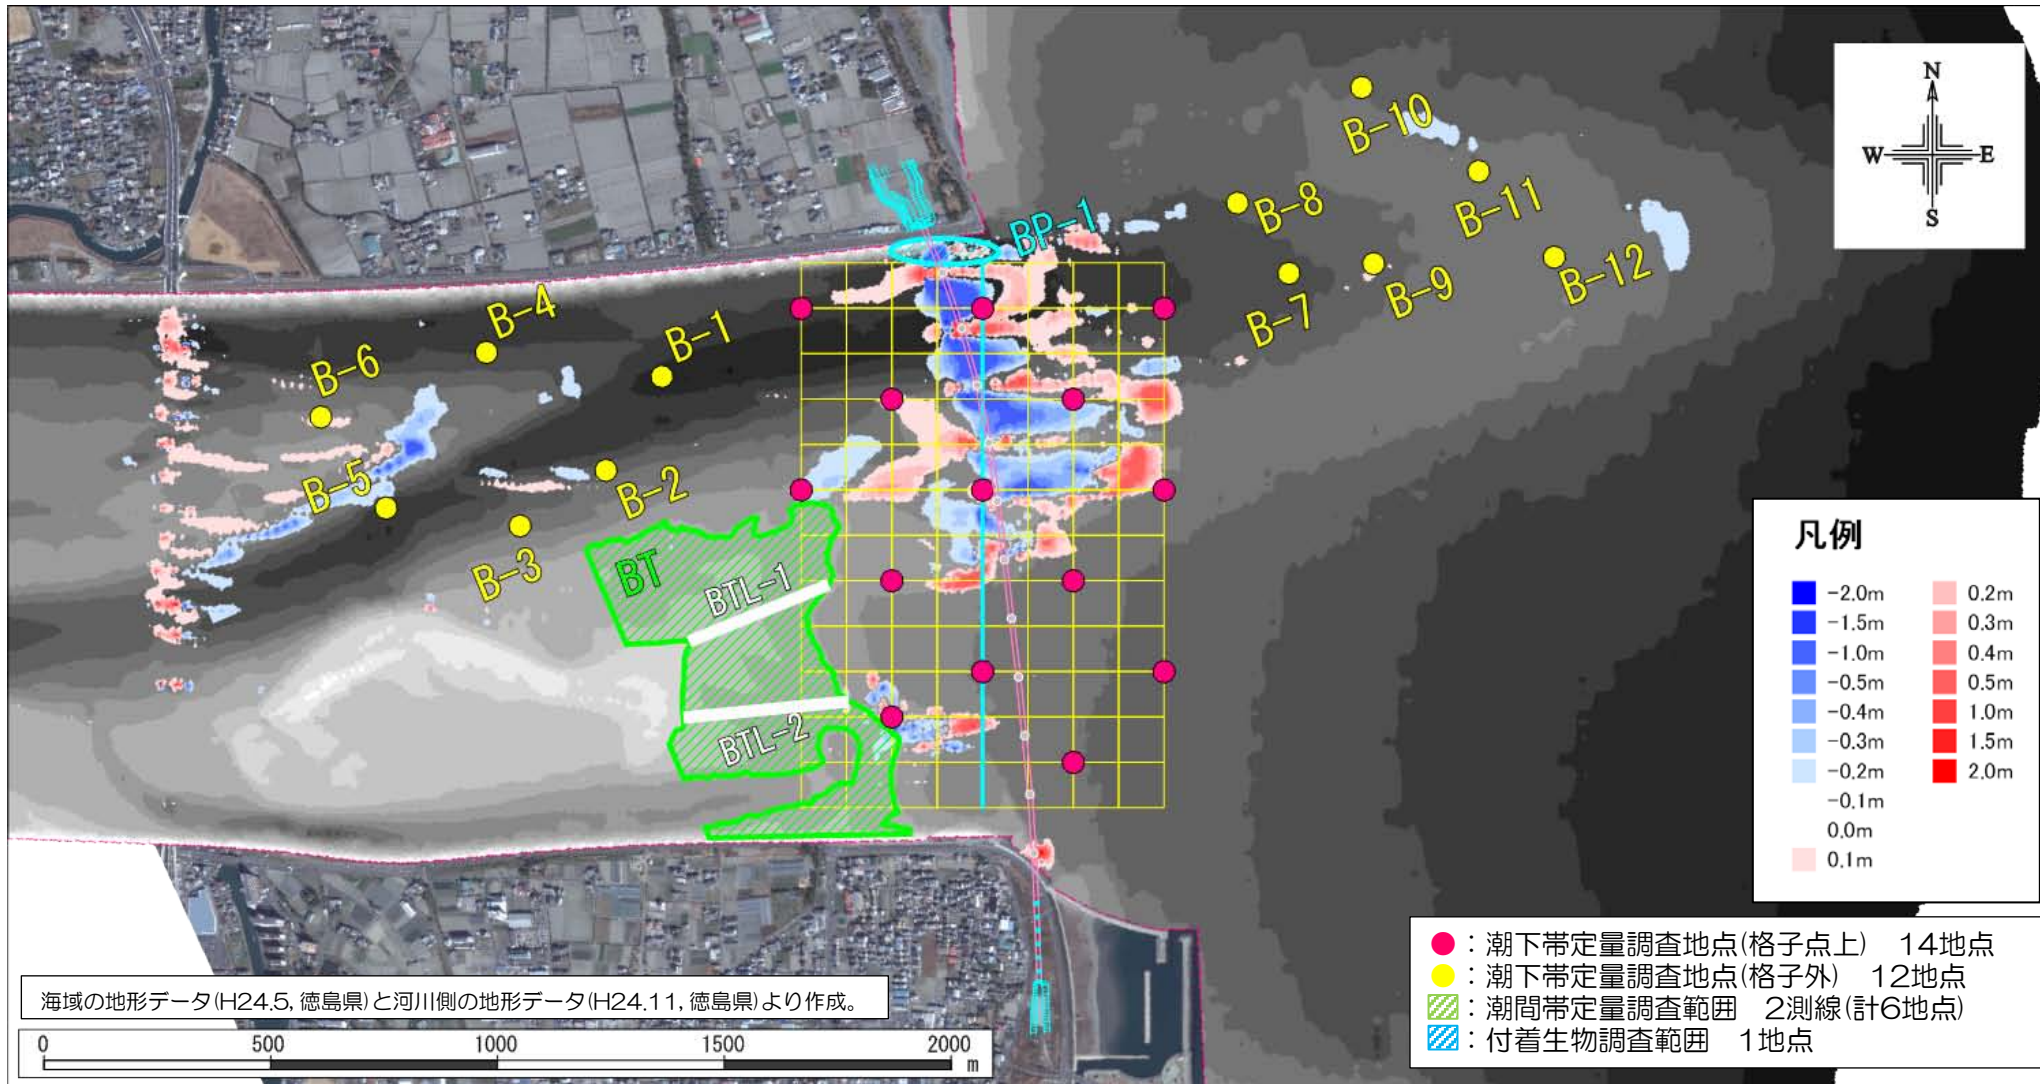 N
W E
S
B-10
B-11
B-8
B-12
B-9
B-7
BP-1
B-4
B-1
B-6
B-5
B-2
B-3
BT
BTL-1
BTL-2
凡例
-2.0m 0.2m
-1.5m 0.3m
-1.0m 0.4m
-0.5m 0.5m
-0.4m 1.0m
-0.3m 1.5m
-0.2m 2.0m
-0.1m
0.0m
0.1m
:潮下帯定量調査地点(格子点上) 14地点
:潮下帯定量調査地点(格子外) 12地点
:潮間帯定量調査範囲 2測線(計6地点)
:付着生物調査範囲 1地点
海域の地形データ(H24.5, 徳島県)と河川側の地形データ(H24.11, 徳島県)より作成。
0 500 1000 1500 2000
m